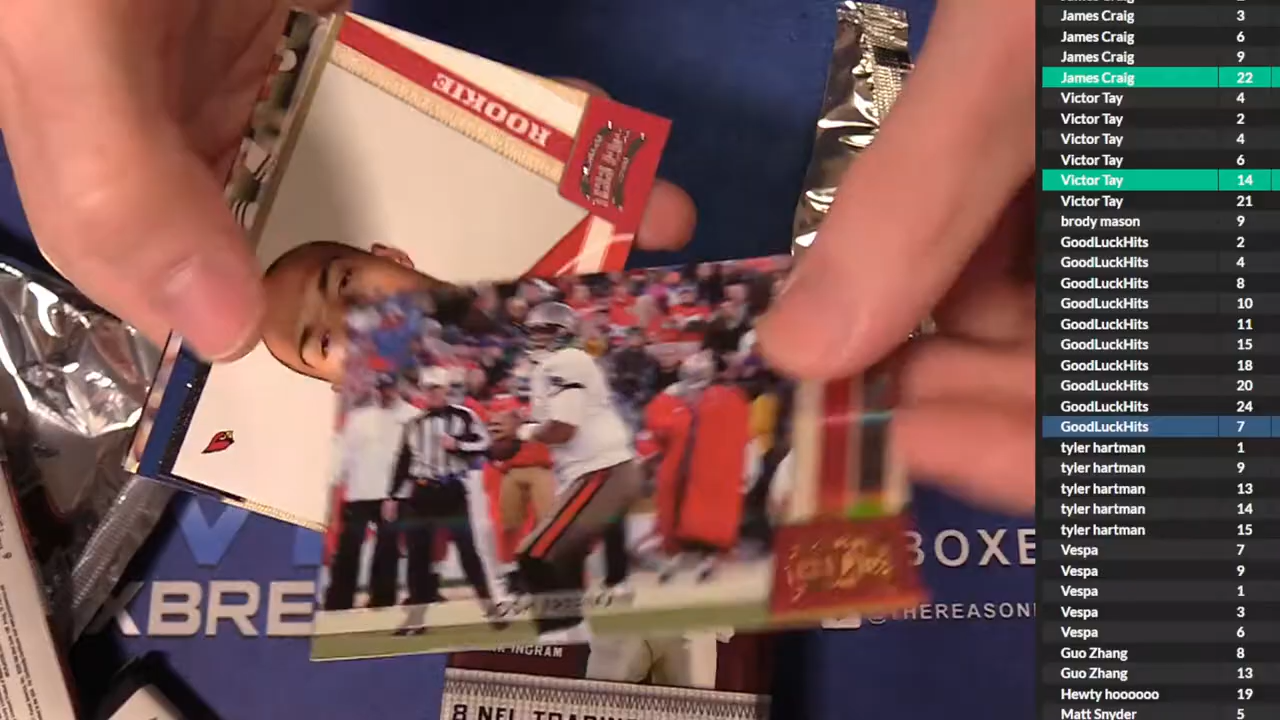 ROOKIE
INGRAM
8 NFL
KBRE
BOXE
@THEREASON
James Craig 3
James Craig 6
James Craig 9
James Craig 22
Victor Tay 4
Victor Tay 2
Victor Tay 4
Victor Tay 6
Victor Tay 14
Victor Tay 21
brody mason 9
GoodLuckHits 2
GoodLuckHits 4
GoodLuckHits 8
GoodLuckHits 10
GoodLuckHits 11
GoodLuckHits 15
GoodLuckHits 18
GoodLuckHits 20
GoodLuckHits 24
GoodLuckHits 7
tyler hartman 1
tyler hartman 9
tyler hartman 13
tyler hartman 14
tyler hartman 15
Vespa 7
Vespa 9
Vespa 1
Vespa 3
Vespa 6
Guo Zhang 8
Guo Zhang 13
Hewty hoooooo 19
Matt Snyder 5